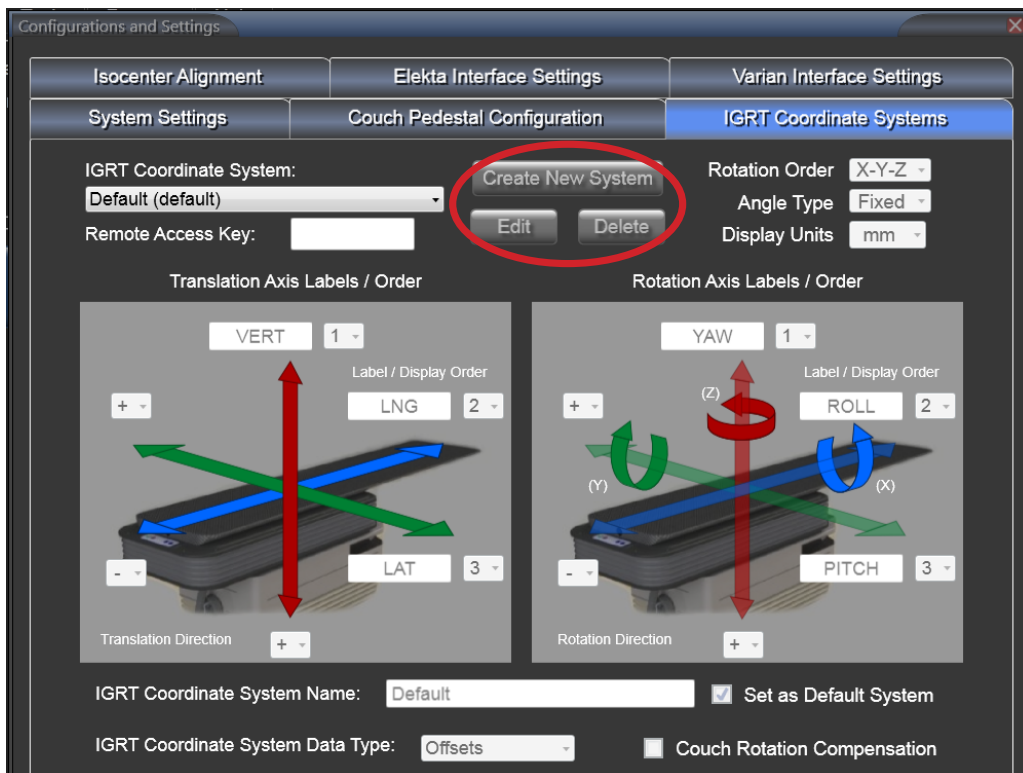 Configurations and Settings
Isocenter Alignment
Elekta Interface Settings
Varian Interface Settings
System Settings
Couch Pedestal Configuration
IGRT Coordinate Systems
IGRT Coordinate System:
Default (default)
Remote Access Key:
Create New System
Edit
Delete
Rotation Order X-Y-Z
Angle Type Fixed
Display Units mm
Translation Axis Labels / Order
VERT 1
Label / Display Order
+
LNG 2
-
LAT 3
Translation Direction
+
Rotation Axis Labels / Order
YAW 1
Label / Display Order
(Z)
+
ROLL 2
(Y)
(X)
-
PITCH 3
Rotation Direction
+
IGRT Coordinate System Name: Default
Set as Default System
IGRT Coordinate System Data Type: Offsets
Couch Rotation Compensation